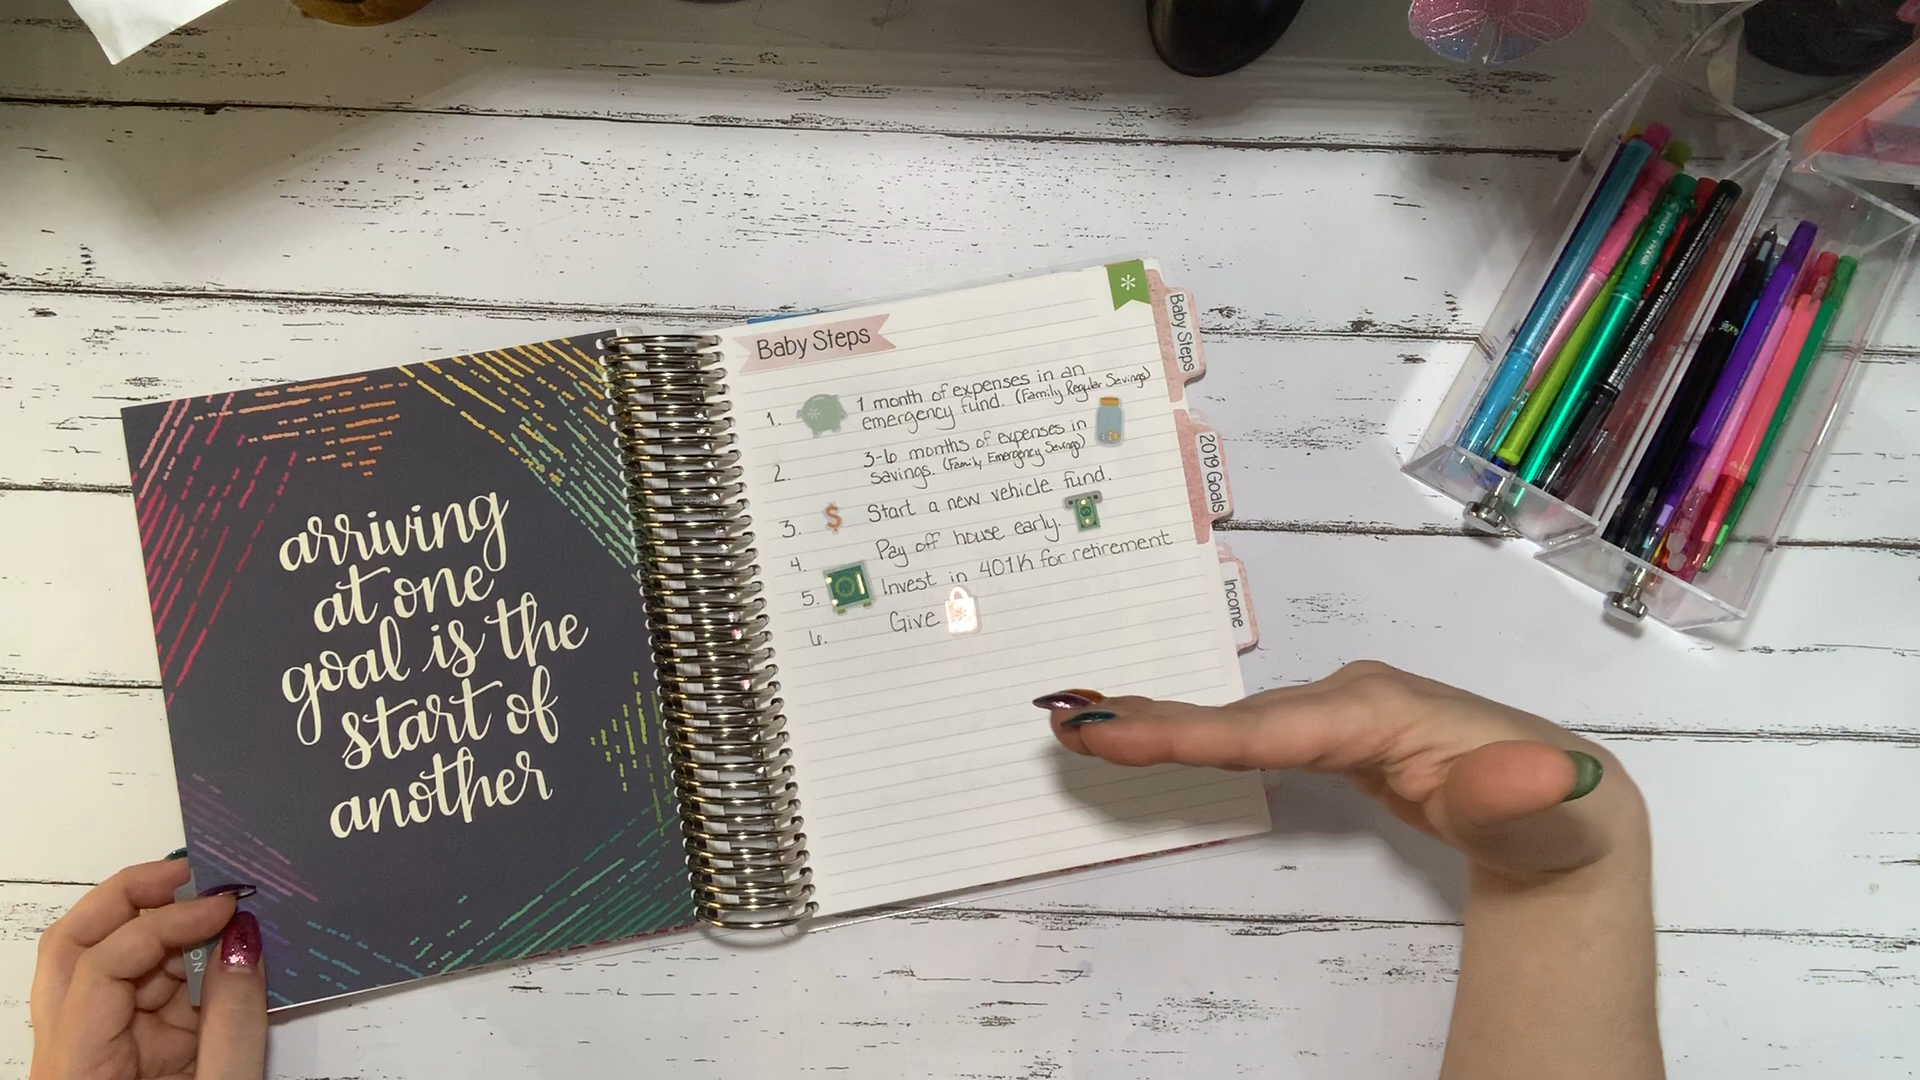 arriving
at one
goal is the
start of
another
NO
Baby Steps
1. 1 month of expenses in an
emergency fund. (Family Regular Savings)
2. 3-6 months of expenses in
savings. (Family Emergency Savings)
3. $ Start a new vehicle fund.
4. Pay off house early.
5. Invest in 401K for retirement
6. Give
Baby Steps
2019 Goals
Income